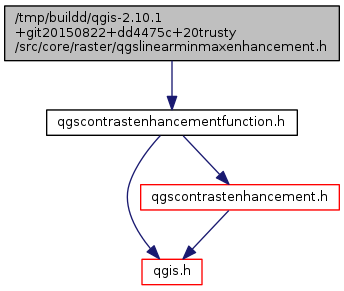 /tmp/buildd/qgis-2.10.1
+git20150822+dd4475c+20trusty
/src/core/raster/qgslinearminmaxenhancement.h
qgscontrastenhancementfunction.h
qgscontrastenhancement.h
qgis.h